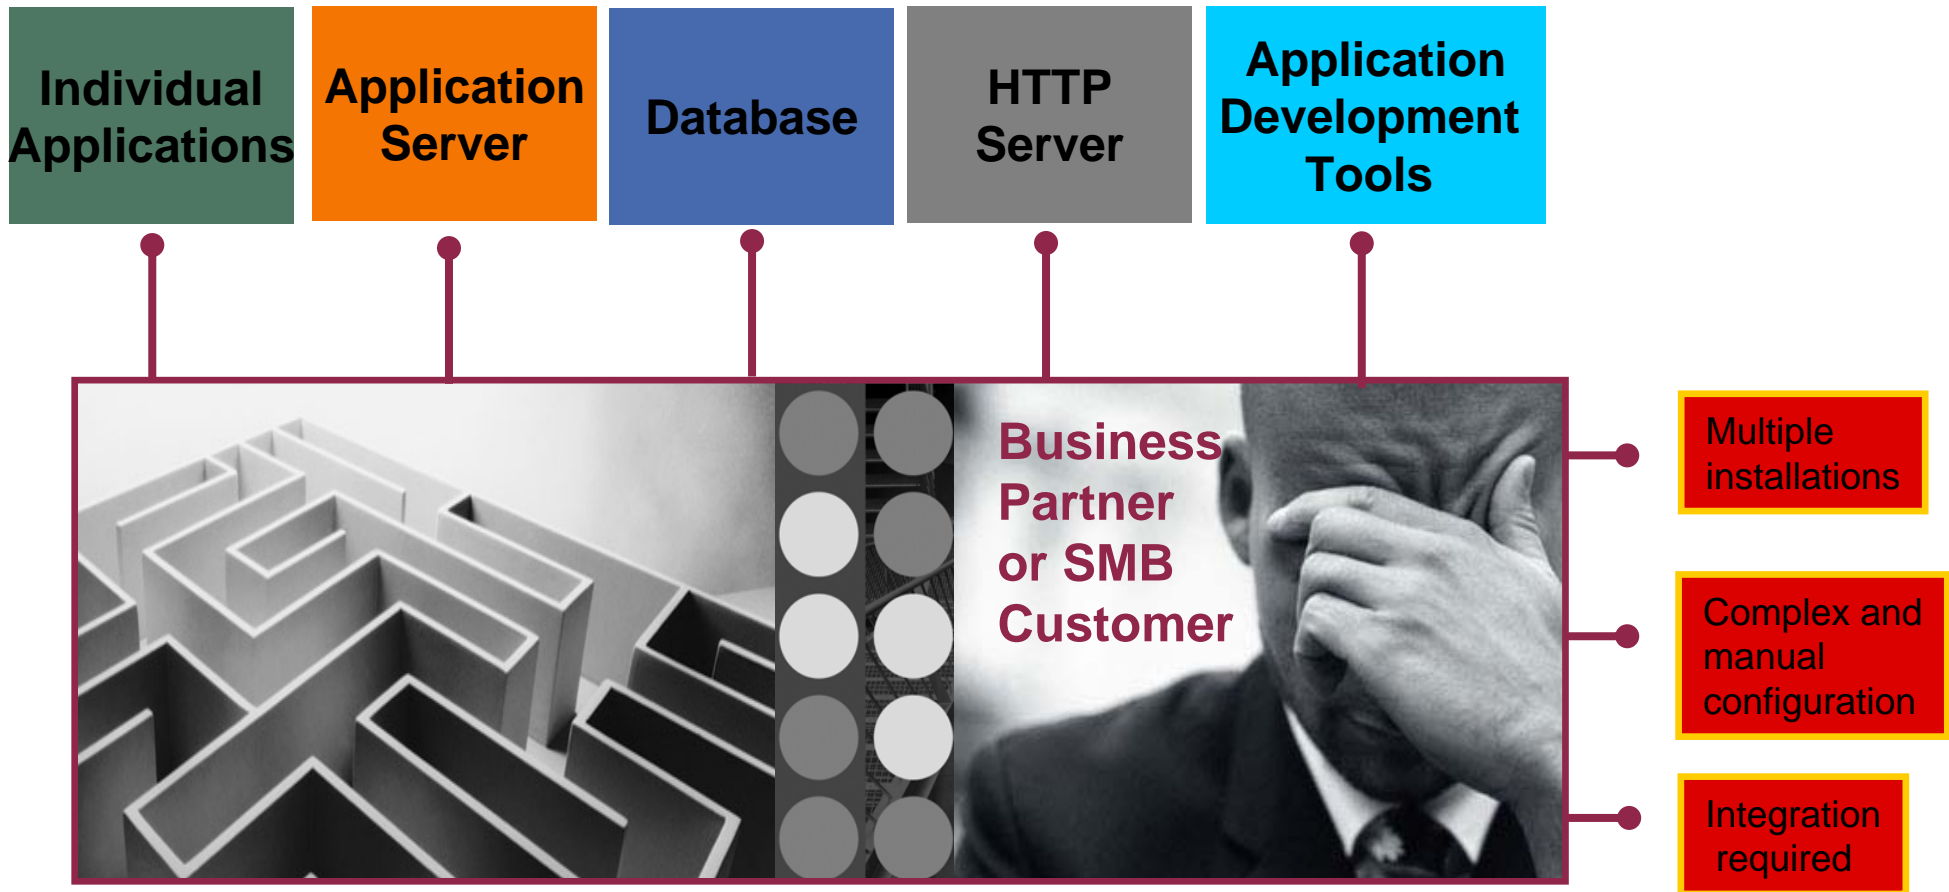 Individual
Applications
Application
Server
Database
HTTP
Server
Application
Development
Tools
Business
Partner
or SMB
Customer
Multiple
installations
Complex and
manual
configuration
Integration
required